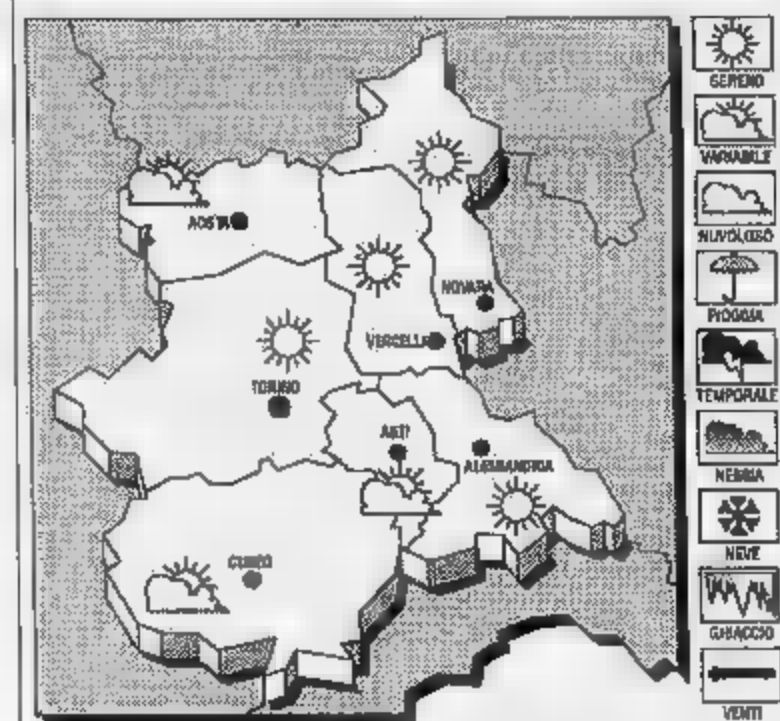 AOSTA
NOVARA
VERCELLI
TORINO
ASTI
ALESSANDRIA
CUNEO
SERENO
VARIABILE
NUVOLOSO
PIOGGIA
TEMPORALE
NEBBIA
NEVE
GHIACCIO
VENTI